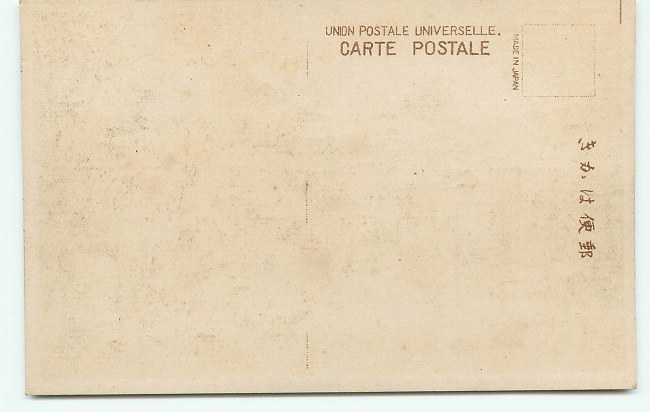 UNION POSTALE UNIVERSELLE.
CARTE POSTALE
MADE IN JAPAN
きかは便郵